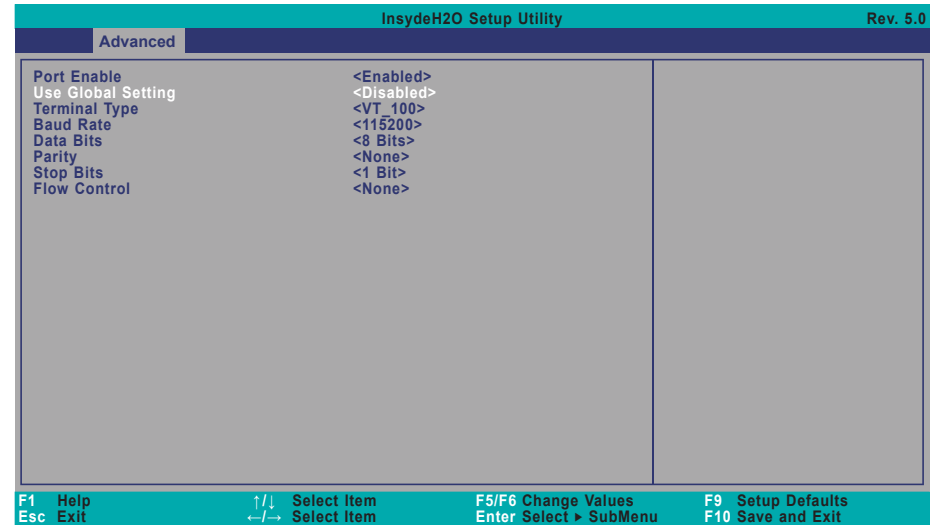 InsydeH2O Setup Utility Rev. 5.0
Advanced
Port Enable <Enabled>
Use Global Setting <Disabled>
Terminal Type <VT_100>
Baud Rate <115200>
Data Bits <8 Bits>
Parity <None>
Stop Bits <1 Bit>
Flow Control <None>
F1 Help ↑/↓ Select Item F5/F6 Change Values F9 Setup Defaults
Esc Exit ←/→ Select Item Enter Select ▶ SubMenu F10 Save and Exit